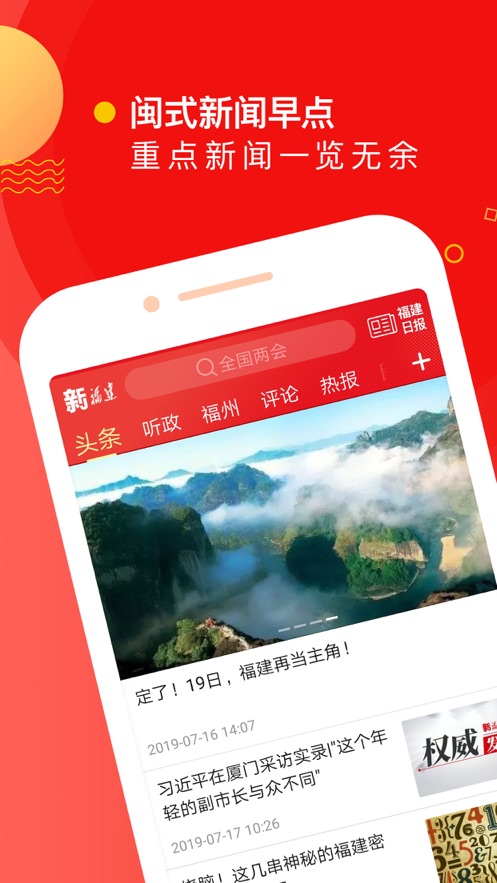 闽式新闻早点
重点新闻一览无余
新福建
全国两会
福建
日报
头条 听政 福州 评论 热报
定了！19日，福建再当主角！
2019-07-16 14:07
习近平在厦门采访实录|"这个年
轻的副市长与众不同"
2019-07-17 10:26
权威
烧脑！这几串神秘的福建密